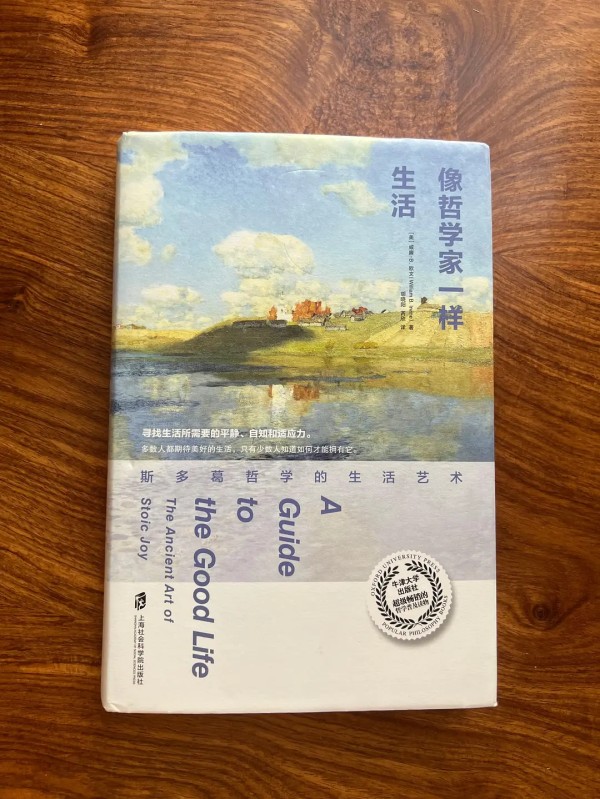 像哲学家一样
生活
［美］威廉·B. 欧文（William B. Irvine）著
译
寻找生活所需要的平静、自知和适应力。
多数人都期待美好的生活，只有少数人知道如何才能拥有它。
斯多葛哲学的生活艺术
A
Guide
to
the Good Life
The Ancient Art of
Stoic Joy
OXFORD UNIVERSITY PRESS
牛津大学
出版社
超级畅销的
哲学普及读物
POPULAR PHILOSOPHY BOOKS
上海社会科学院出版社